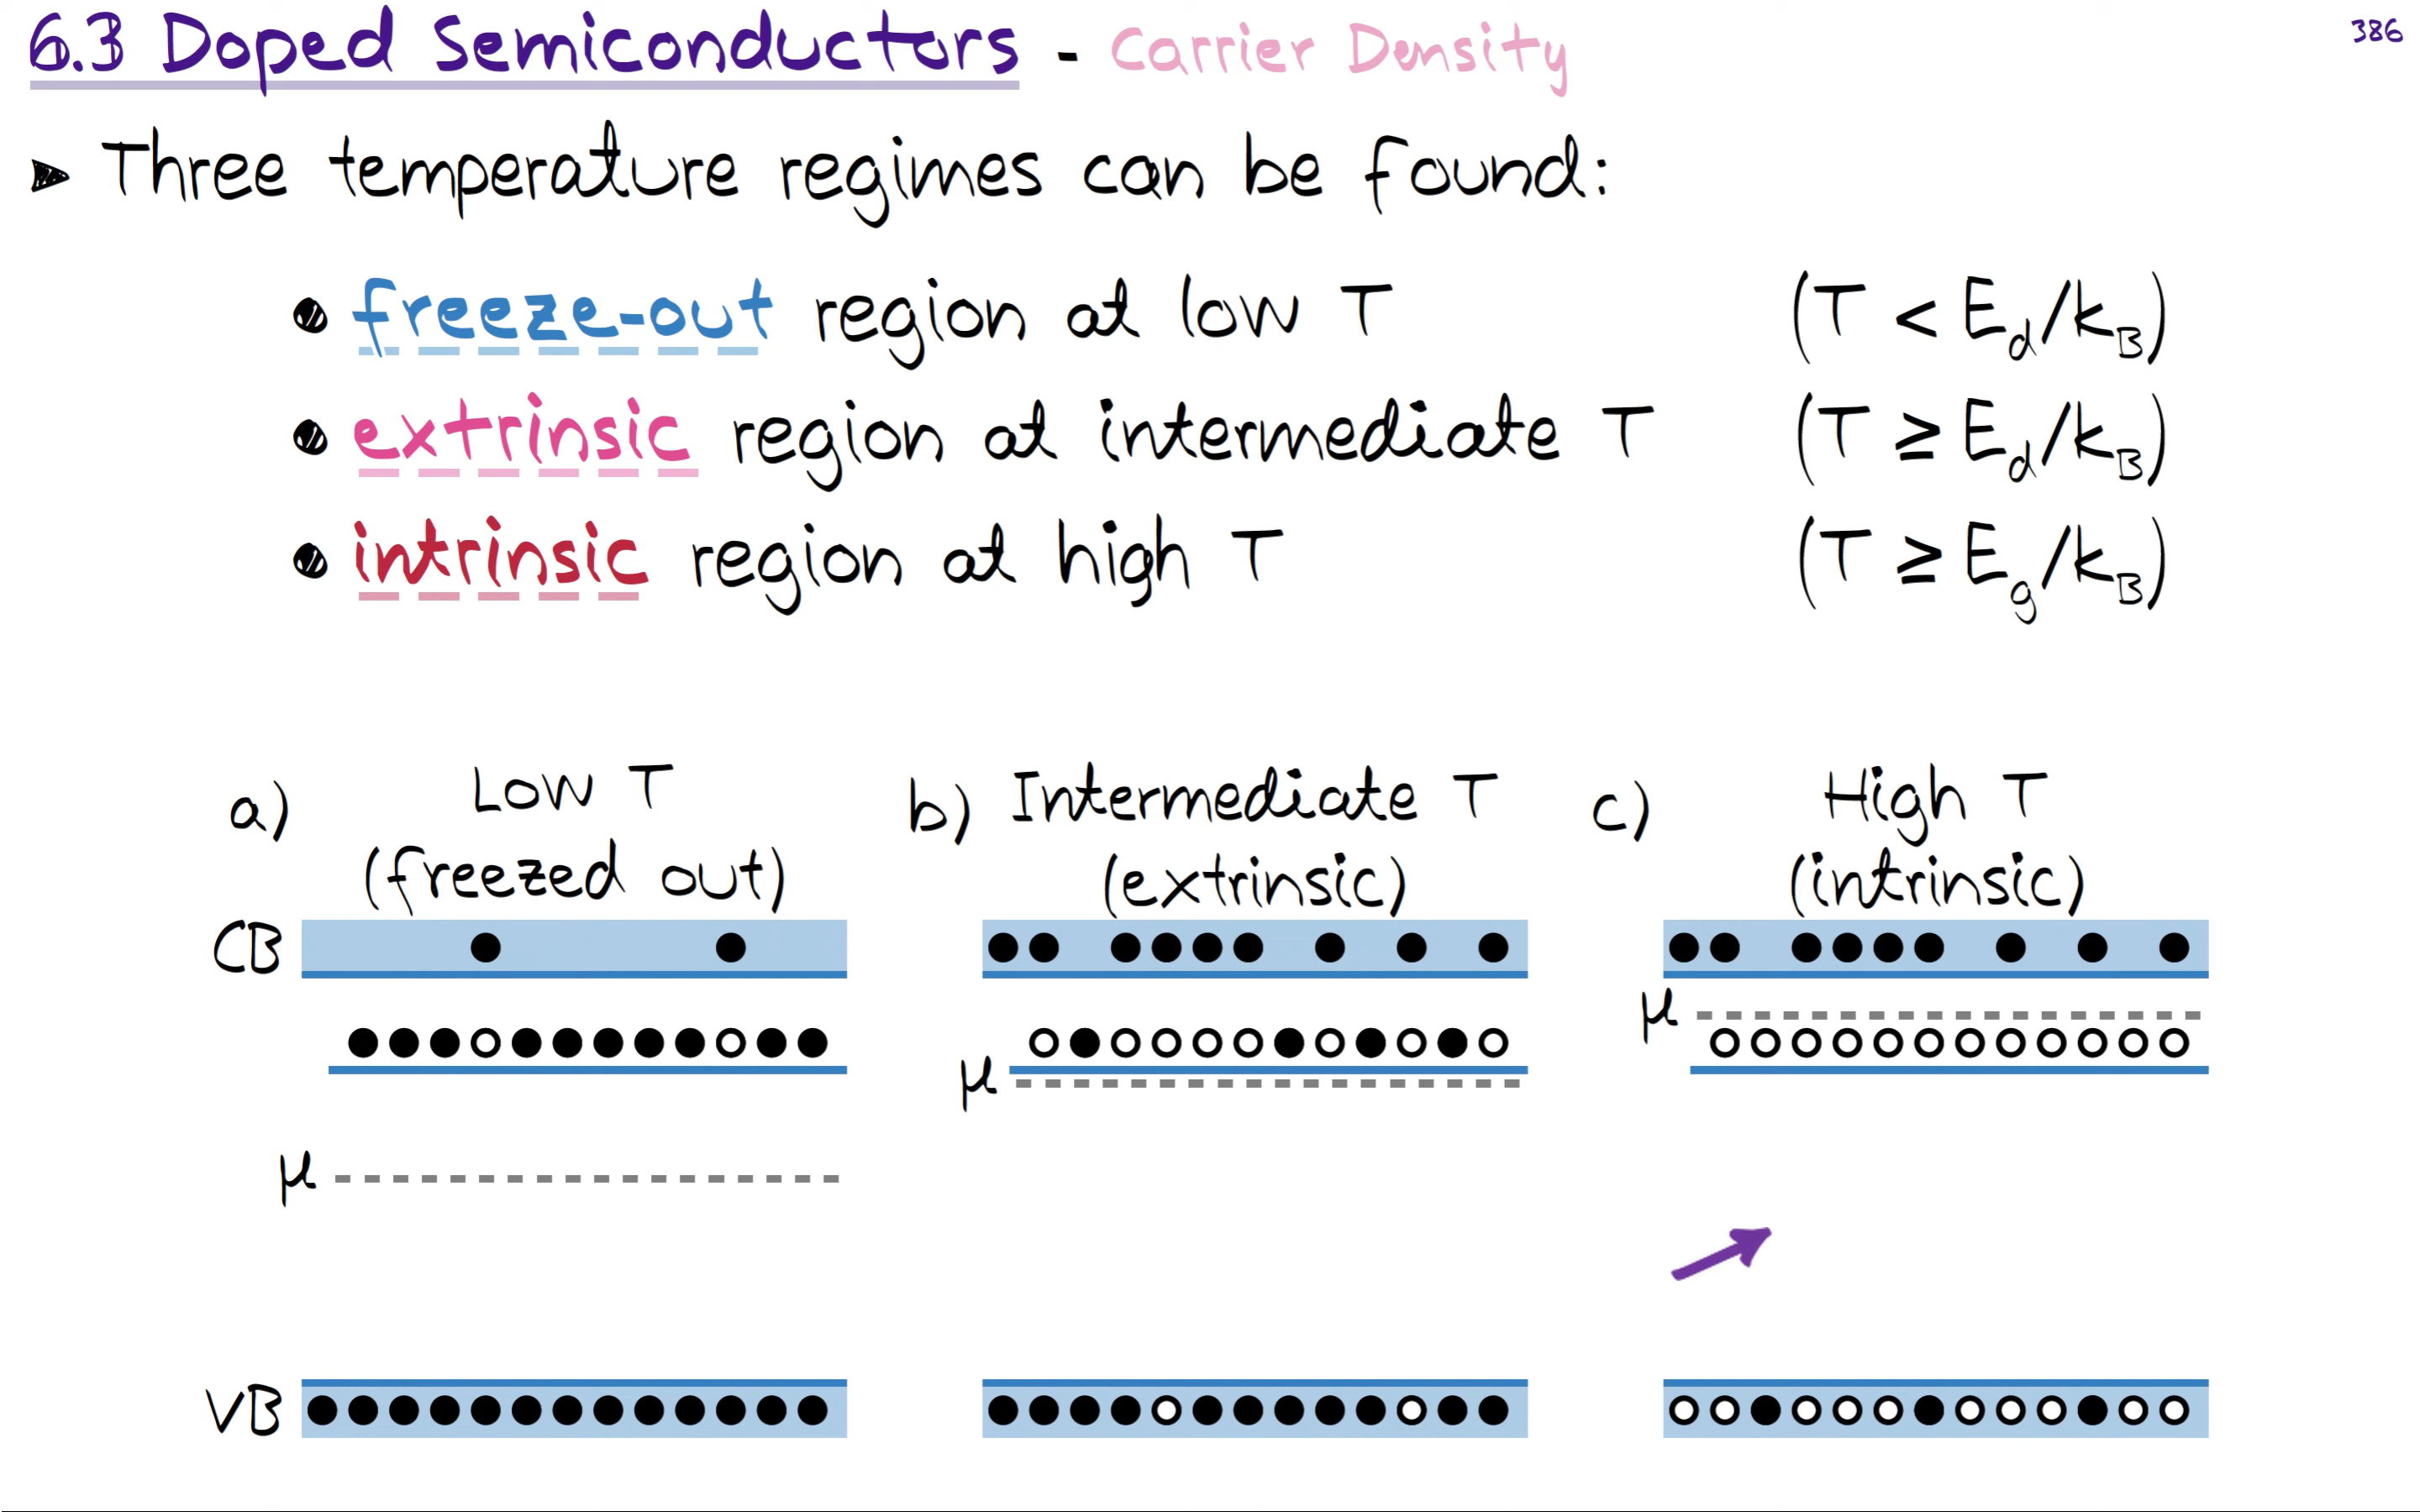 6.3 Doped Semiconductors - Carrier Density
386
Three temperature regimes can be found:
freeze-out region at low T (T < E_d/k_B)
extrinsic region at intermediate T (T ≥ E_d/k_B)
intrinsic region at high T (T ≥ E_g/k_B)
a) Low T
(freezed out)
b) Intermediate T
(extrinsic)
c) High T
(intrinsic)
CB
μ
μ
μ
VB